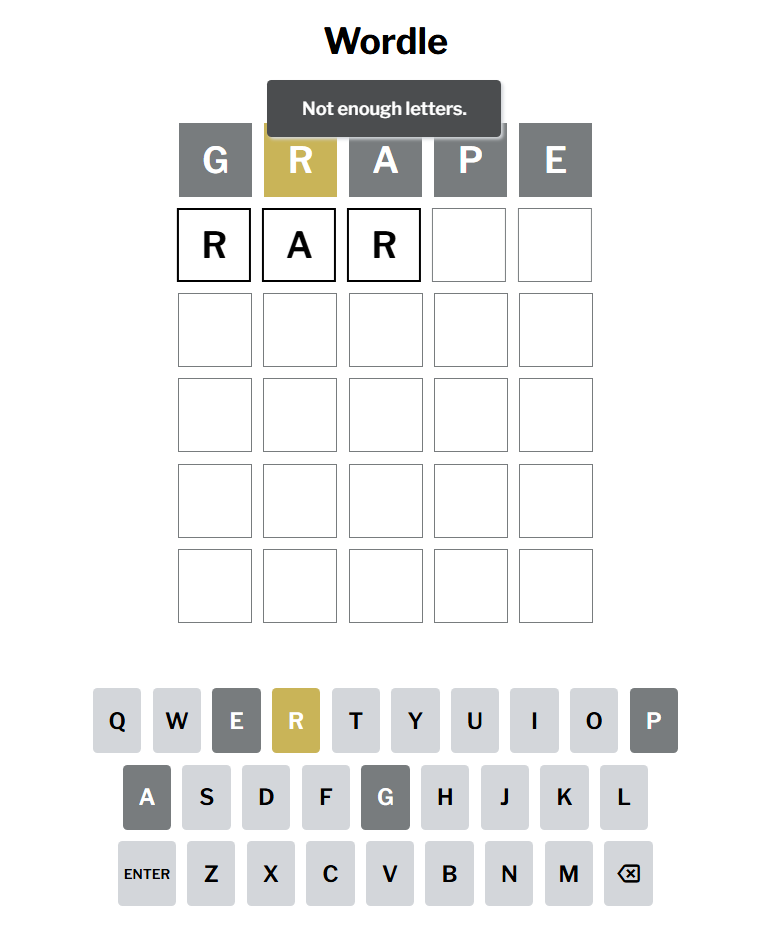 Wordle
Not enough letters.
G R A P E
R A R
Q W E R T Y U I O P
A S D F G H J K L
ENTER Z X C V B N M